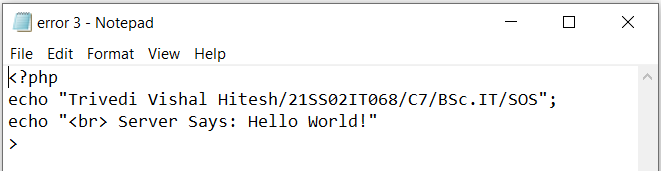 error 3 - Notepad
File Edit Format View Help
<?php
echo "Trivedi Vishal Hitesh/21SS02IT068/C7/BSc.IT/SOS";
echo "<br> Server Says: Hello World!"
>